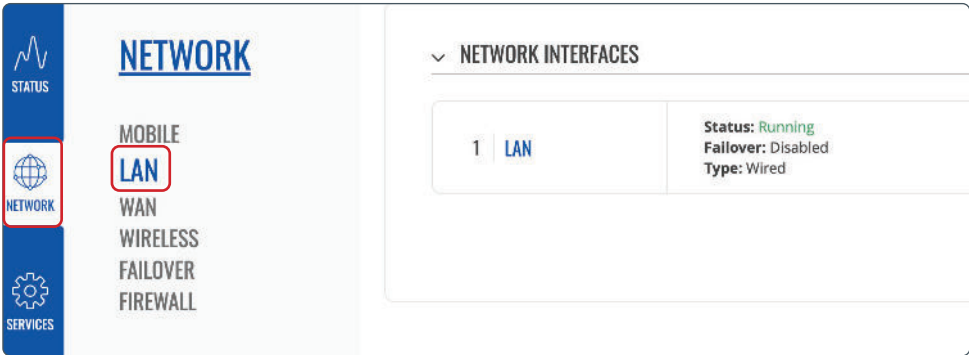 STATUS
NETWORK
SERVICES
NETWORK
MOBILE
LAN
WAN
WIRELESS
FAILOVER
FIREWALL
NETWORK INTERFACES
1 LAN
Status: Running
Failover: Disabled
Type: Wired